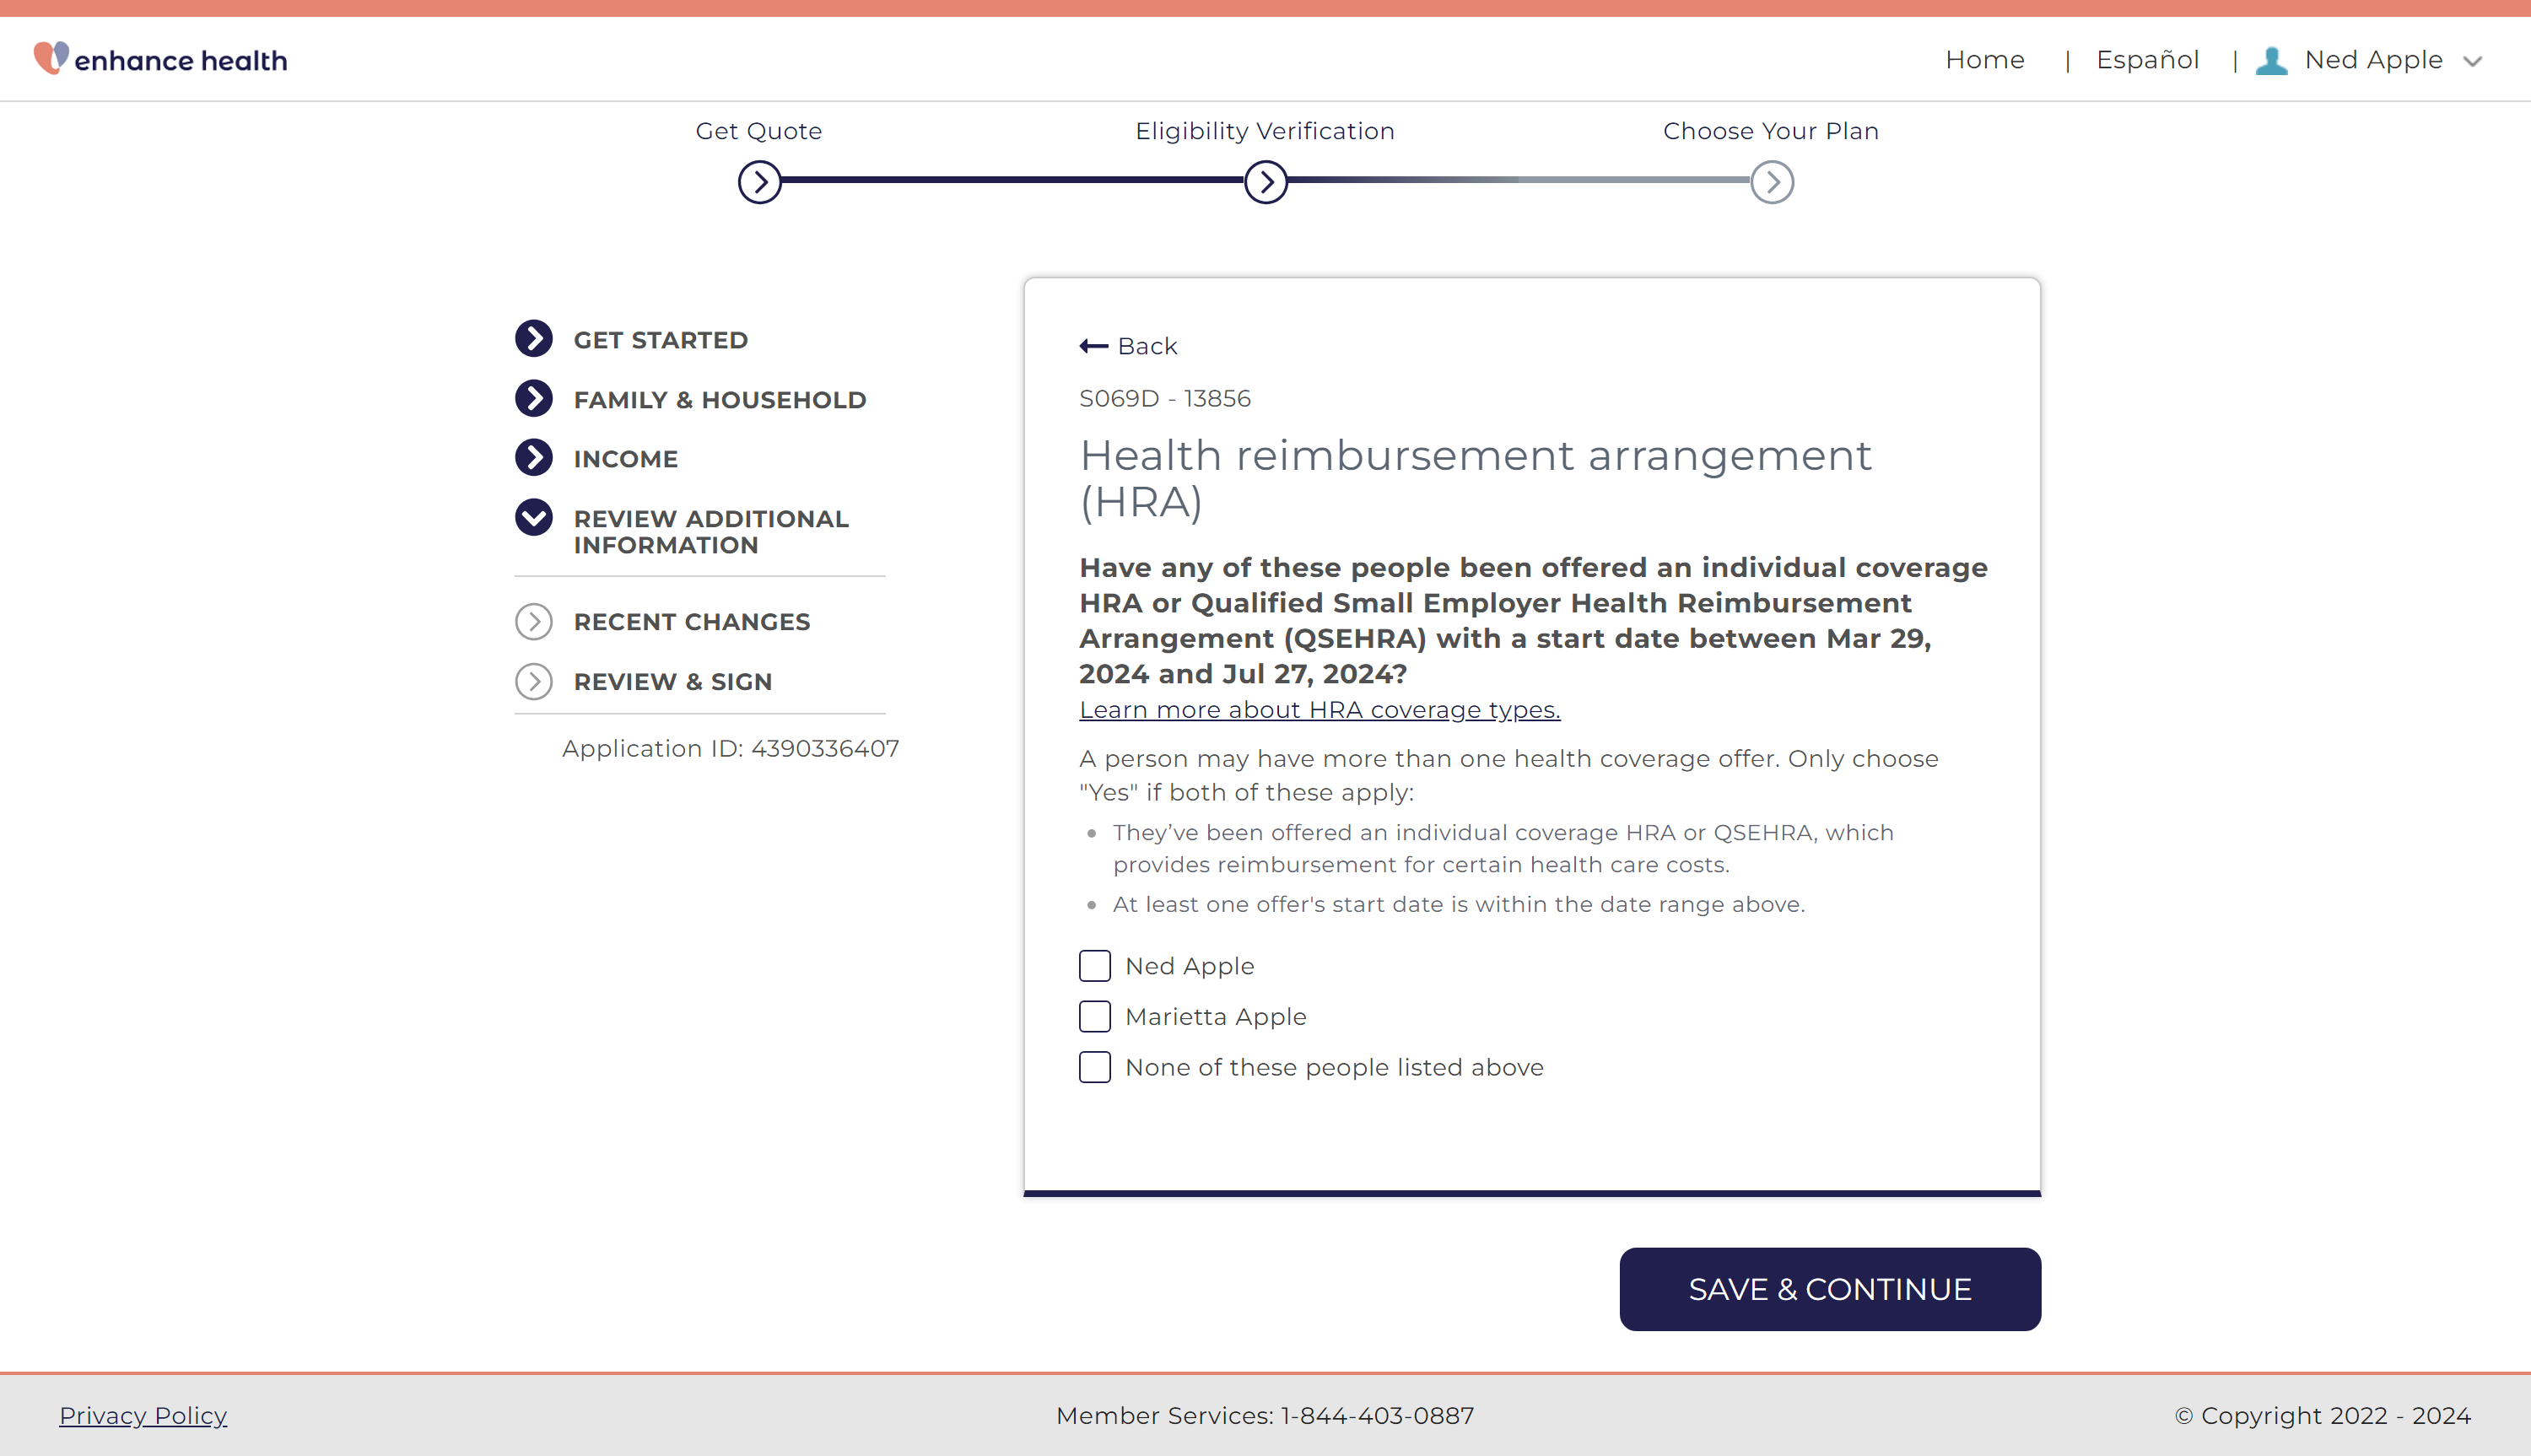 enhance health
Home | Español | Ned Apple
Get Quote
Eligibility Verification
Choose Your Plan
GET STARTED
FAMILY & HOUSEHOLD
INCOME
REVIEW ADDITIONAL
INFORMATION
RECENT CHANGES
REVIEW & SIGN
Application ID: 4390336407
Back
S069D - 13856
Health reimbursement arrangement
(HRA)
Have any of these people been offered an individual coverage
HRA or Qualified Small Employer Health Reimbursement
Arrangement (QSEHRA) with a start date between Mar 29,
2024 and Jul 27, 2024?
Learn more about HRA coverage types.
A person may have more than one health coverage offer. Only choose
"Yes" if both of these apply:
• They’ve been offered an individual coverage HRA or QSEHRA, which
provides reimbursement for certain health care costs.
• At least one offer's start date is within the date range above.
Ned Apple
Marietta Apple
None of these people listed above
SAVE & CONTINUE
Privacy Policy
Member Services: 1-844-403-0887
© Copyright 2022 - 2024